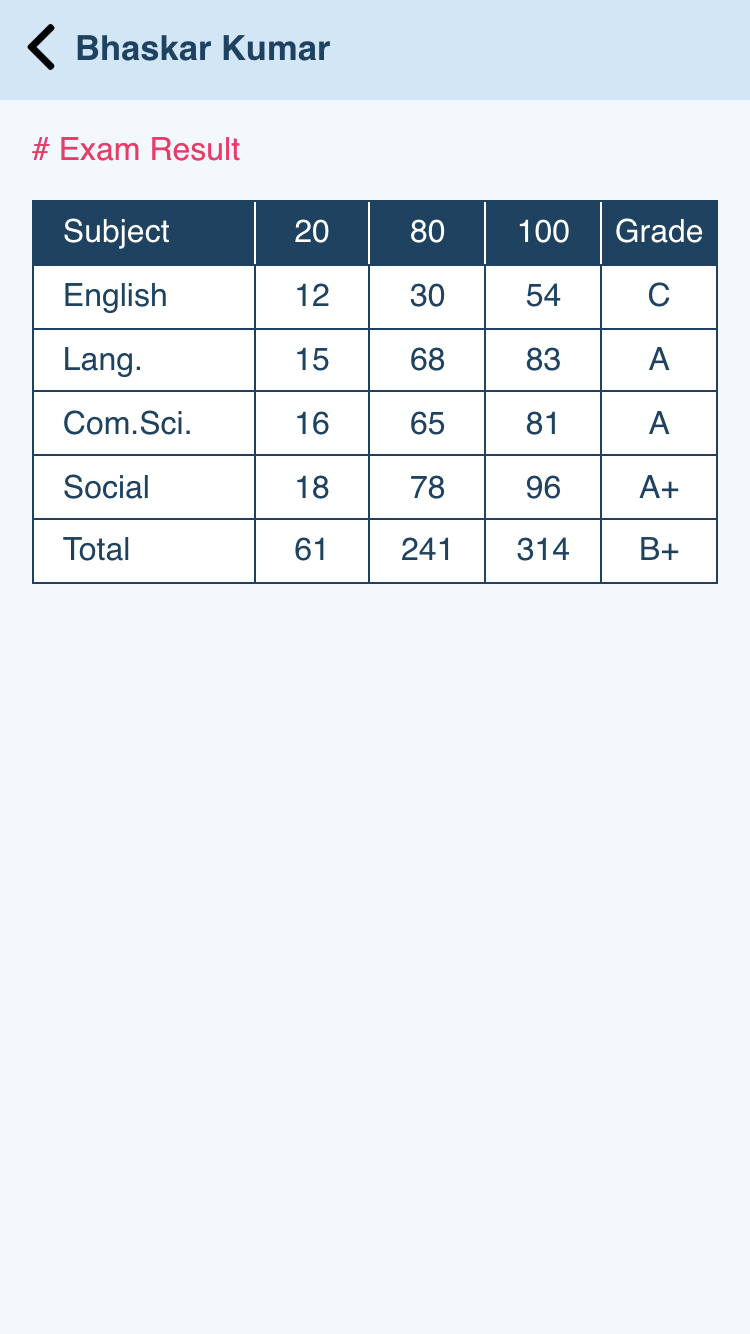 Bhaskar Kumar
# Exam Result
Subject 20 80 100 Grade
English 12 30 54 C
Lang. 15 68 83 A
Com.Sci. 16 65 81 A
Social 18 78 96 A+
Total 61 241 314 B+